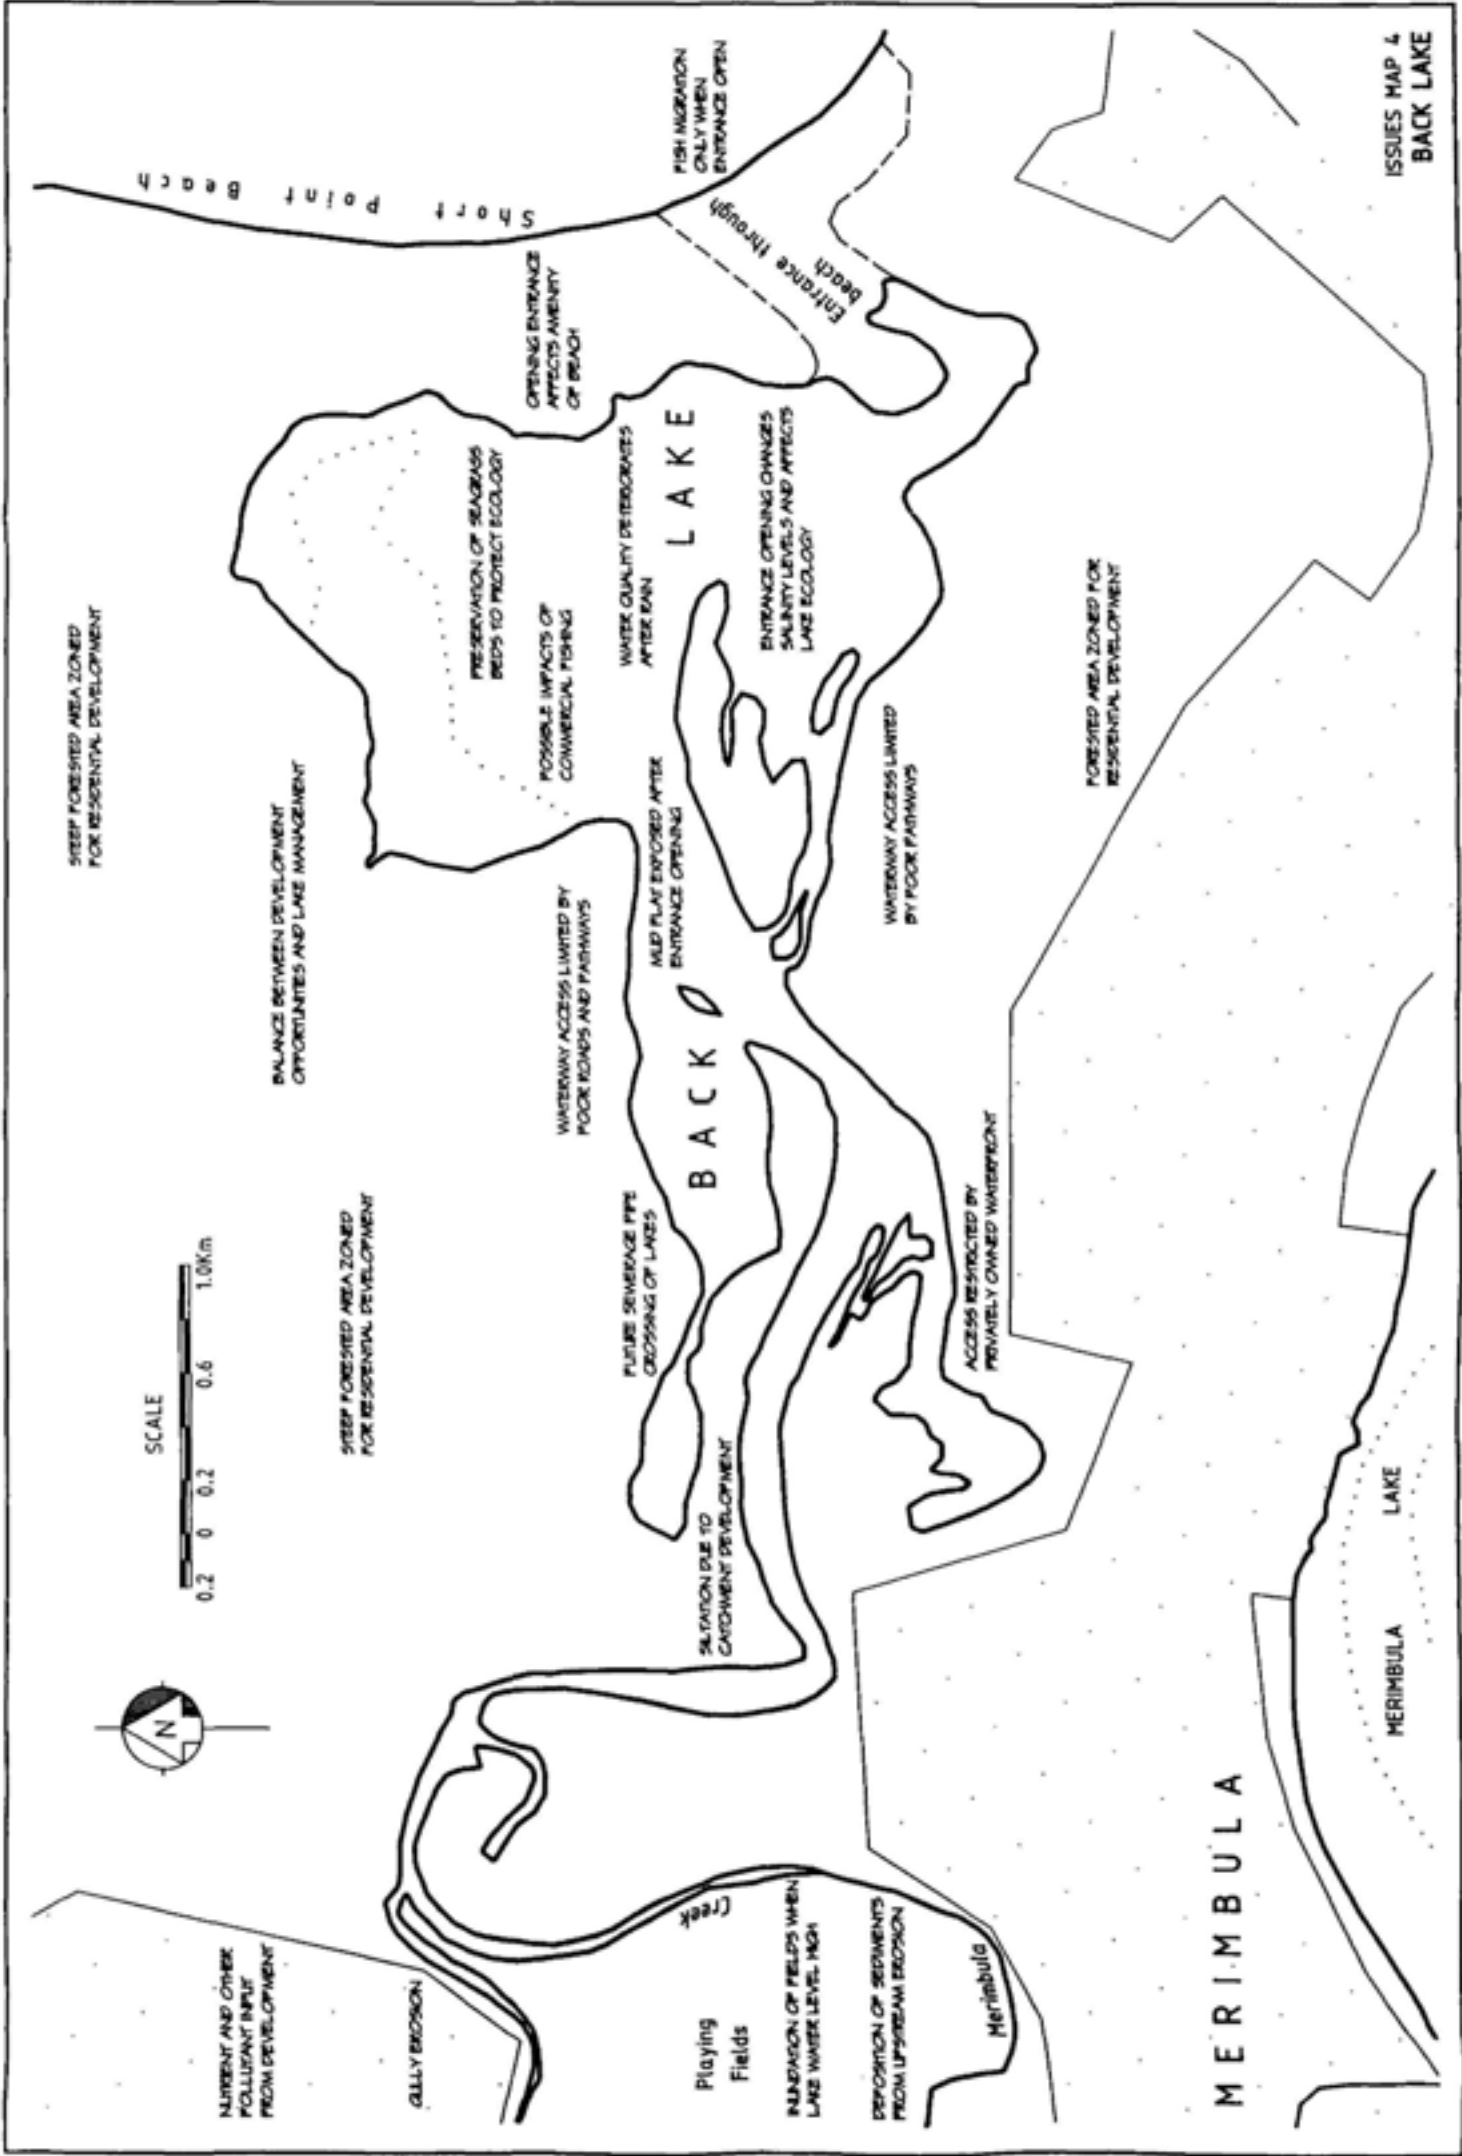 STEEP FORESTED AREA ZONED
FOR RESIDENTIAL DEVELOPMENT
Short Point Beach
BALANCE BETWEEN DEVELOPMENT
OPPORTUNITIES AND LAKE MANAGEMENT
SCALE
0.2 0 0.2 0.6 1.0Km
N
STEEP FORESTED AREA ZONED
FOR RESIDENTIAL DEVELOPMENT
NUTRIENT AND OTHER
POLLUTANT INPUT
FROM DEVELOPMENT
GULLY EROSION
OPENING ENTRANCE
AFFECTS AMENITY
OF BEACH
FISH MIGRATION
ONLY WHEN
ENTRANCE OPEN
PRESERVATION OF SEAGRASS
BEDS TO PROTECT ECOLOGY
POSSIBLE IMPACTS OF
COMMERCIAL FISHING
WATERWAY ACCESS LIMITED BY
POOR ROADS AND PATHWAYS
WATER QUALITY DETERIORATES
AFTER RAIN
FUTURE SEWERAGE PIPE
CROSSING OF LAKES
MUD FLAT EXPOSED AFTER
ENTRANCE OPENING
BACK LAKE
Entrance through
beach
SILTATION DUE TO
CATCHMENT DEVELOPMENT
ENTRANCE OPENING CHANGES
SALINITY LEVELS AND AFFECTS
LAKE ECOLOGY
Playing
Fields
Creek
INUNDATION OF FIELDS WHEN
LAKE WATER LEVEL HIGH
DEPOSITION OF SEDIMENTS
FROM UPSTREAM EROSION
WATERWAY ACCESS LIMITED
BY POOR PATHWAYS
ACCESS RESTRICTED BY
PRIVATELY OWNED WATERFRONT
Merimbula
FORESTED AREA ZONED FOR
RESIDENTIAL DEVELOPMENT
MERIMBULA
MERIMBULA LAKE
ISSUES MAP 4
BACK LAKE